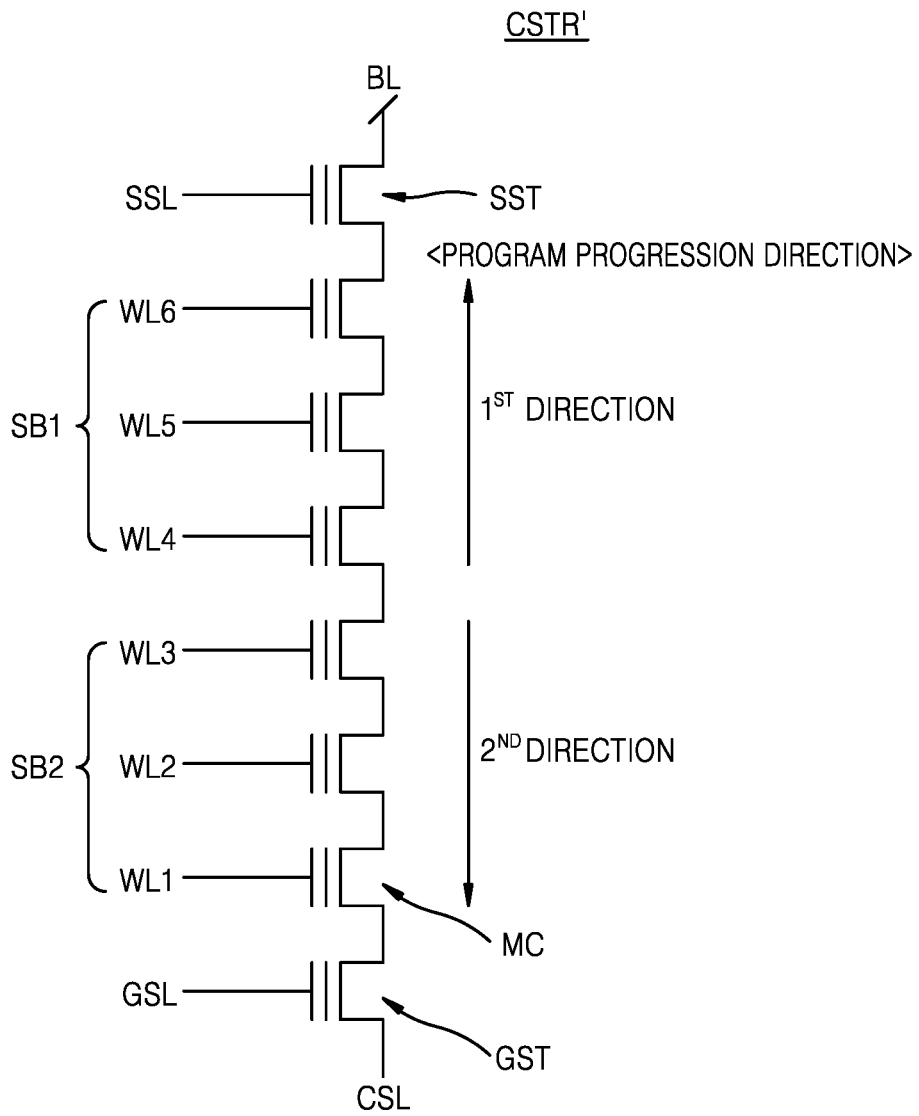 CSTR'
BL
SSL
SST
<PROGRAM PROGRESSION DIRECTION>
WL6
SB1
WL5
1ST DIRECTION
WL4
WL3
SB2
WL2
2ND DIRECTION
WL1
MC
GSL
GST
CSL